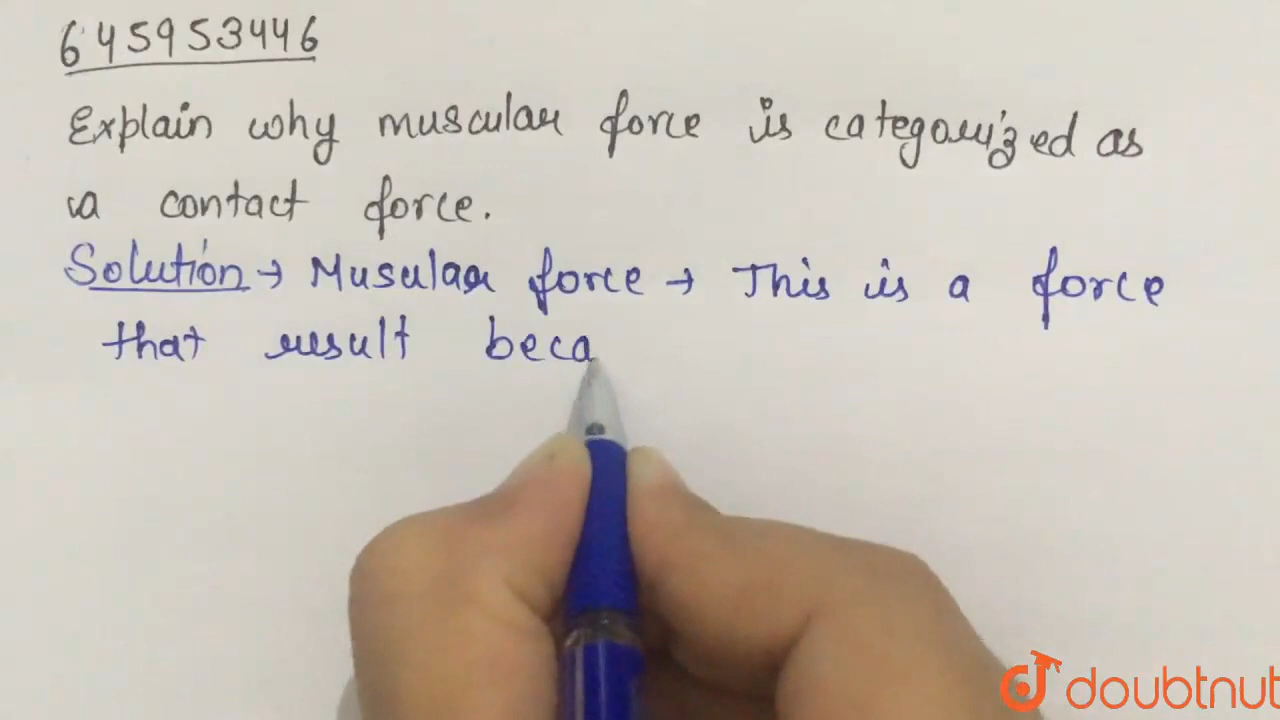 645953446
Explain why muscular force is categorized as
a contact force.
Solution → Musular force → This is a force
that result beca
doubtnut